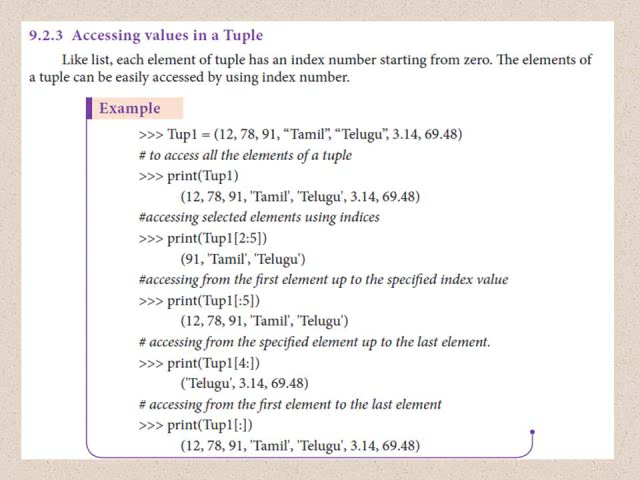 9.2.3 Accessing values in a Tuple
Like list, each element of tuple has an index number starting from zero. The elements of
a tuple can be easily accessed by using index number.
Example
>>> Tup1 = (12, 78, 91, “Tamil”, “Telugu”, 3.14, 69.48)
# to access all the elements of a tuple
>>> print(Tup1)
(12, 78, 91, 'Tamil', 'Telugu', 3.14, 69.48)
#accessing selected elements using indices
>>> print(Tup1[2:5])
(91, 'Tamil', 'Telugu')
#accessing from the first element up to the specified index value
>>> print(Tup1[:5])
(12, 78, 91, 'Tamil', 'Telugu')
# accessing from the specified element up to the last element.
>>> print(Tup1[4:])
('Telugu', 3.14, 69.48)
# accessing from the first element to the last element
>>> print(Tup1[:])
(12, 78, 91, 'Tamil', 'Telugu', 3.14, 69.48)